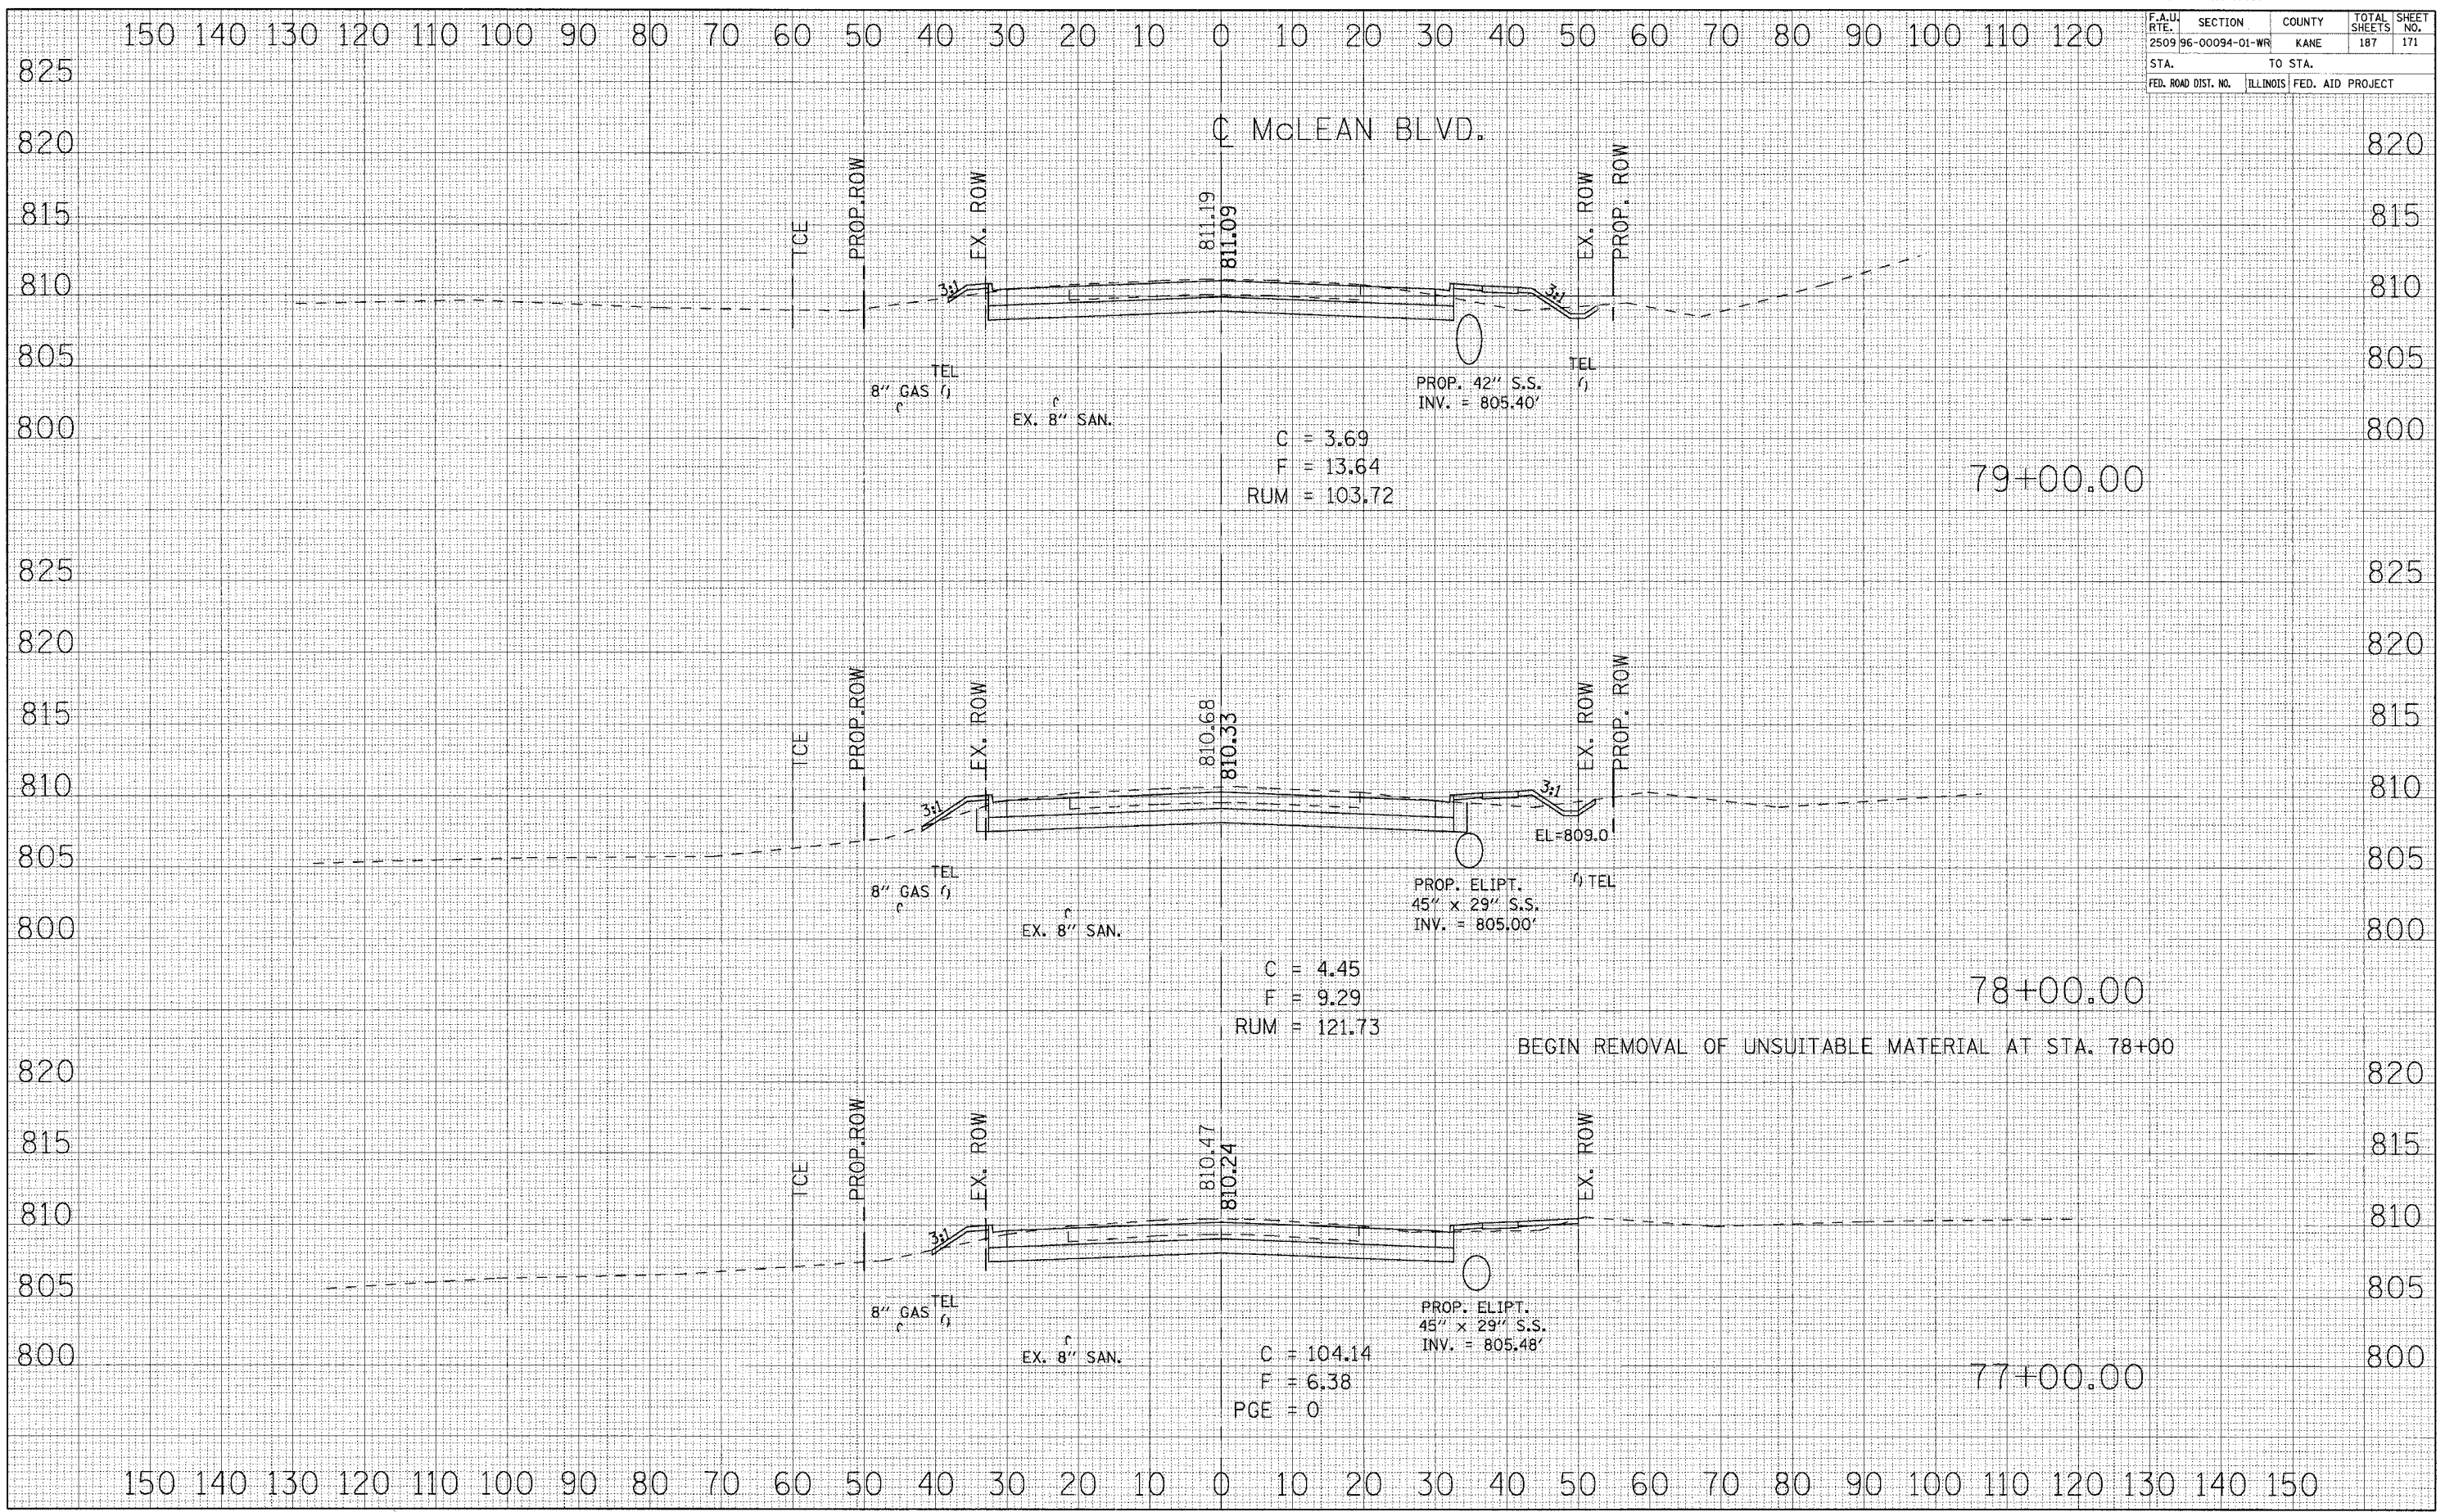 150 140 130 120 110 100 90 80 70 60 50 40 30 20 10 0 10 20 30 40 50 60 70 80 90 100 110 120
F.A.U. RTE. SECTION COUNTY TOTAL SHEETS SHEET NO.
2509 96-00094-01-WR KANE 187 171
STA. TO STA.
FED. ROAD DIST. NO. ILLINOIS FED. AID PROJECT
825
℄ McLEAN BLVD.
820 820
TCE PROP.ROW EX. ROW 811.19 811.09 EX. ROW PROP. ROW
815 815
810 3:1 3:1 810
805 805
TEL TEL
8" GAS
PROP. 42" S.S.
INV. = 805.40'
EX. 8" SAN.
800 800
C = 3.69
F = 13.64
RUM = 103.72
79+00.00
825 825
820 820
TCE PROP.ROW EX. ROW 810.68 810.33 EX. ROW PROP. ROW
815 815
810 3:1 3:1 810
EL=809.0
805 805
TEL TEL
8" GAS
PROP. ELIPT.
45" x 29" S.S.
INV. = 805.00'
EX. 8" SAN.
800 800
C = 4.45
F = 9.29
RUM = 121.73
78+00.00
BEGIN REMOVAL OF UNSUITABLE MATERIAL AT STA. 78+00
820 820
TCE PROP.ROW EX. ROW 810.47 810.24 EX. ROW
815 815
810 3:1 810
805 805
8" GAS TEL
PROP. ELIPT.
45" x 29" S.S.
INV. = 805.48'
EX. 8" SAN.
800 800
C = 104.14
F = 6.38
PGE = 0
77+00.00
150 140 130 120 110 100 90 80 70 60 50 40 30 20 10 0 10 20 30 40 50 60 70 80 90 100 110 120 130 140 150